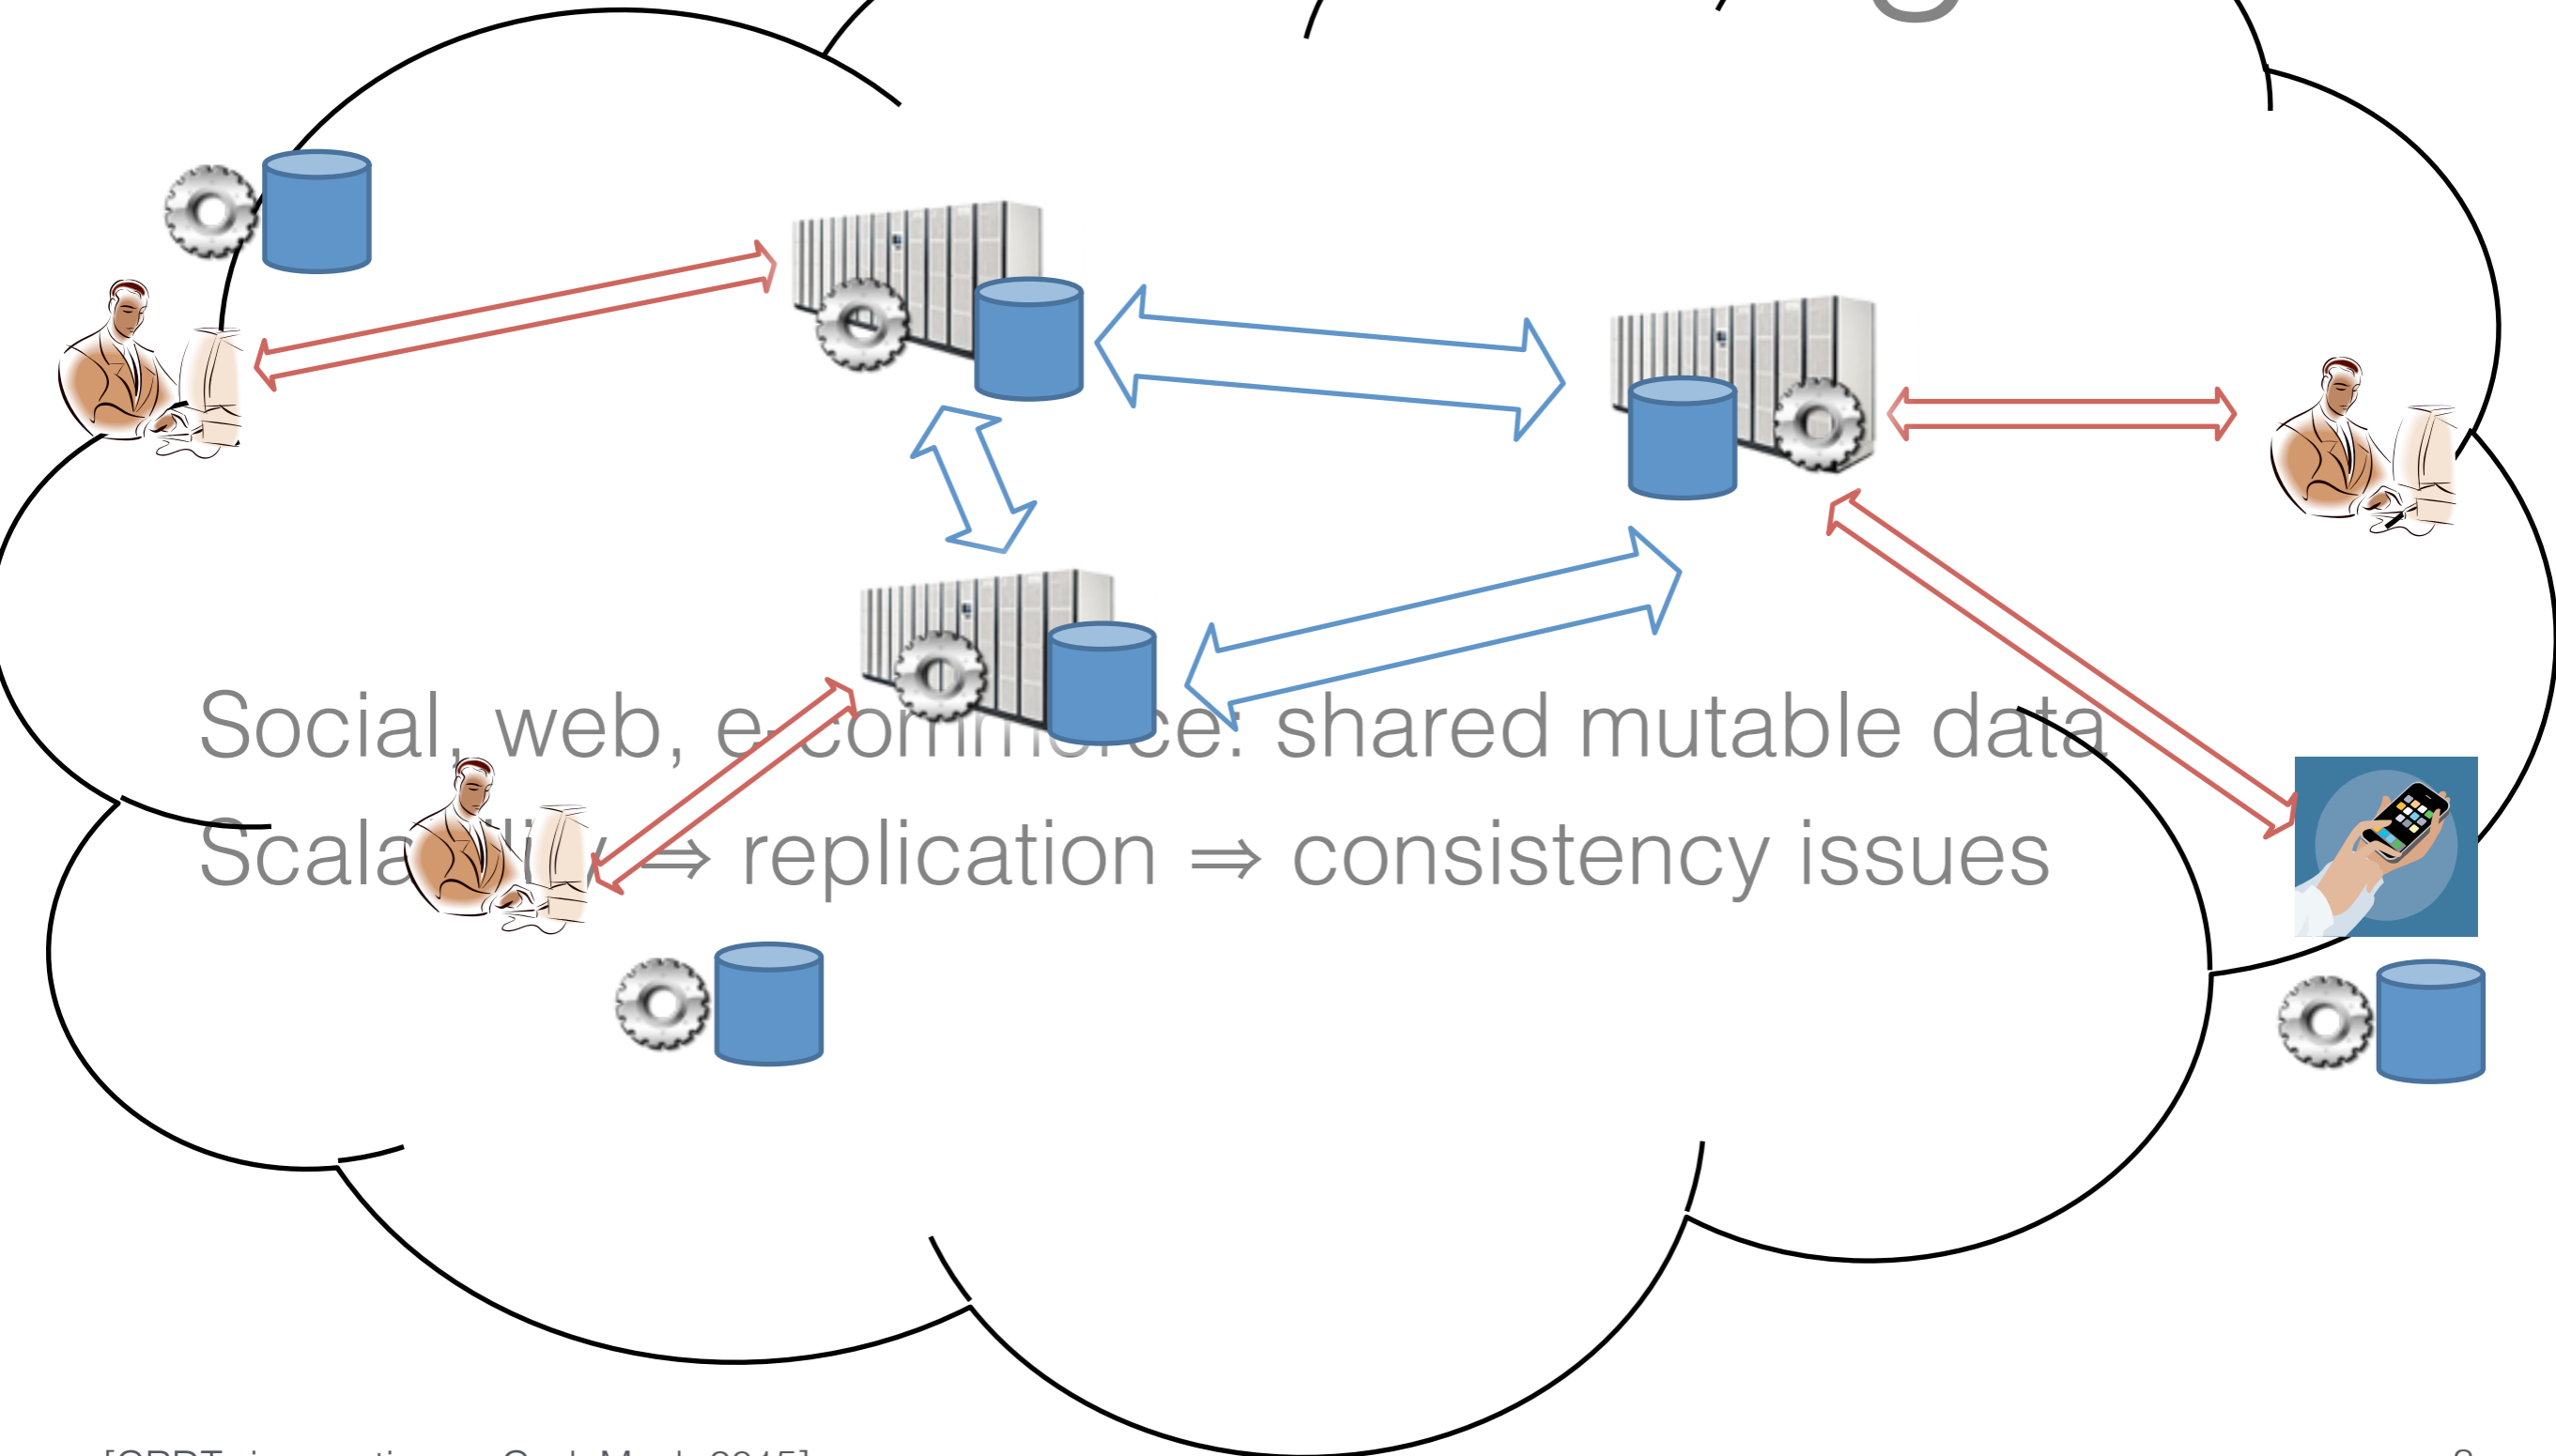 Social, web, e-commerce: shared mutable data
Scalability ⇒ replication ⇒ consistency issues